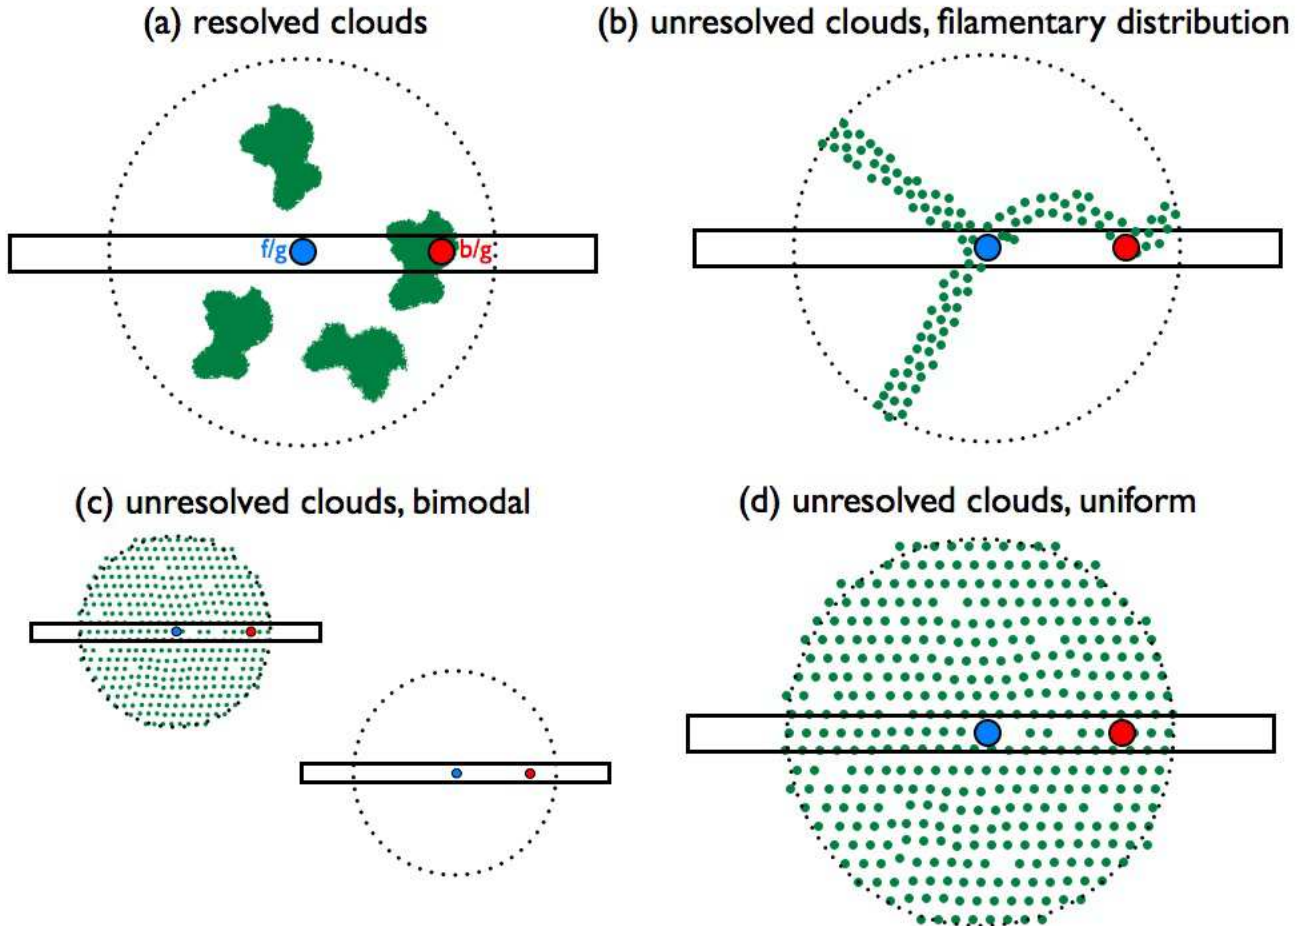 (a) resolved clouds
(b) unresolved clouds, filamentary distribution
f/g
b/g
(c) unresolved clouds, bimodal
(d) unresolved clouds, uniform